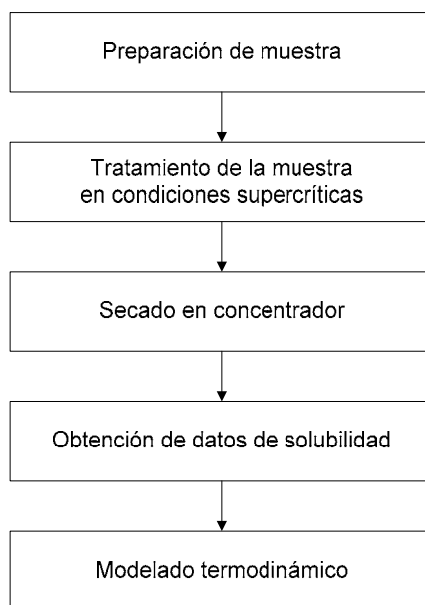 Preparación de muestra
Tratamiento de la muestra
en condiciones supercríticas
Secado en concentrador
Obtención de datos de solubilidad
Modelado termodinámico